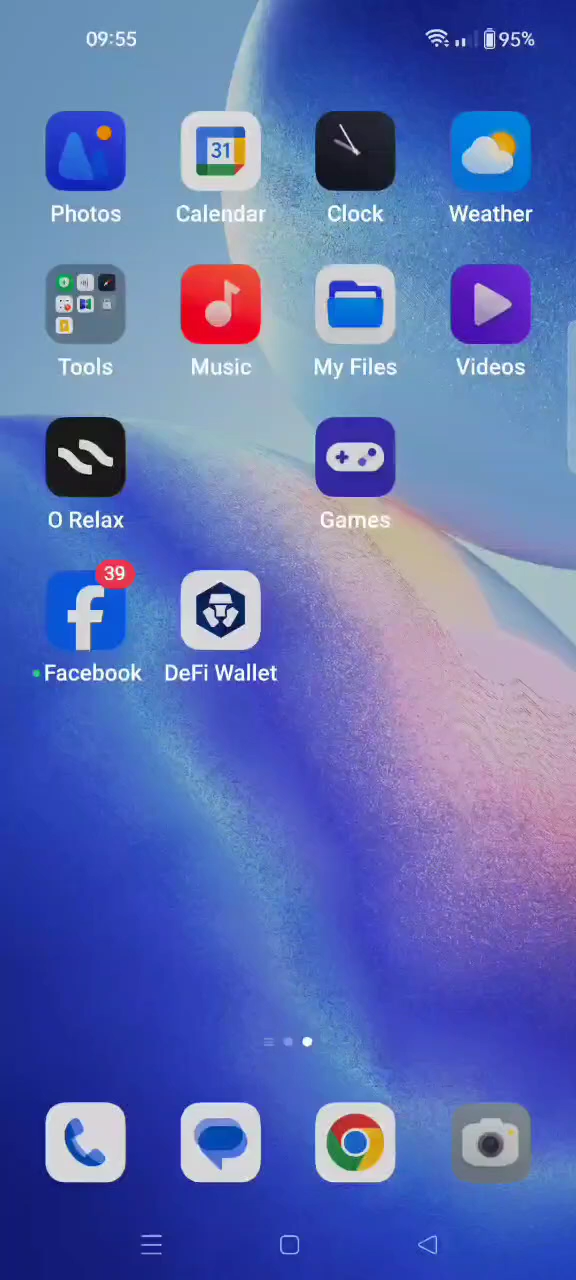 09:55
95%
31
Photos
Calendar
Clock
Weather
Tools
Music
My Files
Videos
O Relax
Games
39
Facebook
DeFi Wallet